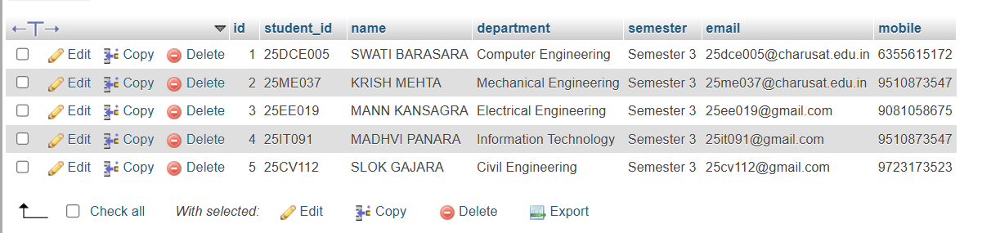 id student_id name department semester email mobile
Edit Copy Delete 1 25DCE005 SWATI BARASARA Computer Engineering Semester 3 25dce005@charusat.edu.in 6355615172
Edit Copy Delete 2 25ME037 KRISH MEHTA Mechanical Engineering Semester 3 25me037@charusat.edu.in 9510873547
Edit Copy Delete 3 25EE019 MANN KANSAGRA Electrical Engineering Semester 3 25ee019@gmail.com 9081058675
Edit Copy Delete 4 25IT091 MADHVI PANARA Information Technology Semester 3 25it091@gmail.com 9510873547
Edit Copy Delete 5 25CV112 SLOK GAJARA Civil Engineering Semester 3 25cv112@gmail.com 9723173523
Check all With selected: Edit Copy Delete Export